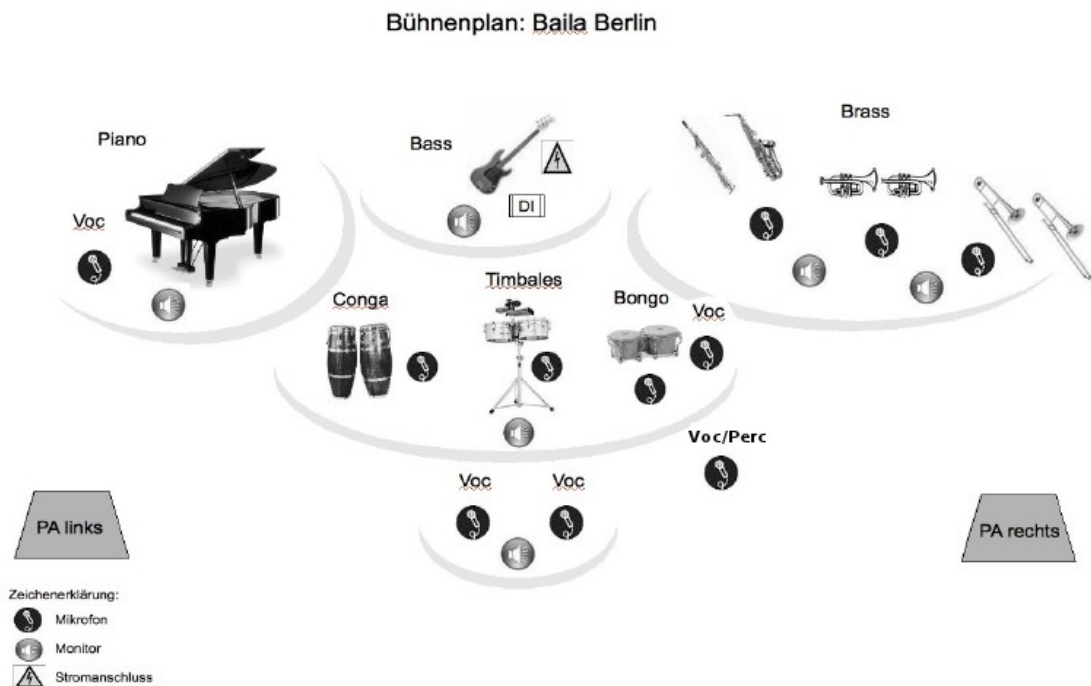 Bühnenplan: Baila Berlin
Piano
Bass
Brass
DI
Voc
Timbales
Conga
Bongo
Voc
Voc/Perc
Voc
Voc
PA links
PA rechts
Zeichenerklärung:
Mikrofon
Monitor
Stromanschluss